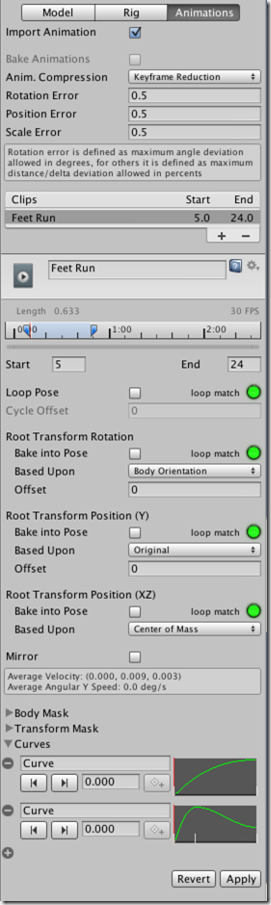 Model Rig Animations
Import Animation
Bake Animations
Anim. Compression Keyframe Reduction
Rotation Error 0.5
Position Error 0.5
Scale Error 0.5
Rotation error is defined as maximum angle deviation
allowed in degrees, for others it is defined as maximum
distance/delta deviation allowed in percents
Clips Start End
Feet Run 5.0 24.0
+ −
Feet Run
Length 0.633 30 FPS
0:00 1:00 2:00
Start 5 End 24
Loop Pose loop match
Cycle Offset 0
Root Transform Rotation
Bake into Pose loop match
Based Upon Body Orientation
Offset 0
Root Transform Position (Y)
Bake into Pose loop match
Based Upon Original
Offset 0
Root Transform Position (XZ)
Bake into Pose loop match
Based Upon Center of Mass
Mirror
Average Velocity: (0.000, 0.009, 0.003)
Average Angular Y Speed: 0.0 deg/s
Body Mask
Transform Mask
Curves
Curve
0.000
Curve
0.000
Revert Apply